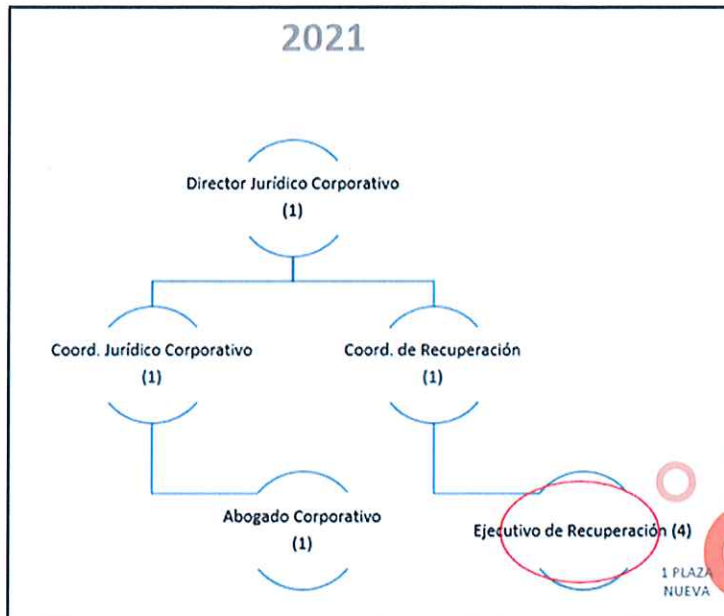 2021
Director Jurídico Corporativo
(1)
Coord. Jurídico Corporativo
(1)
Coord. de Recuperación
(1)
Abogado Corporativo
(1)
Ejecutivo de Recuperación (4)
1 PLAZA
NUEVA